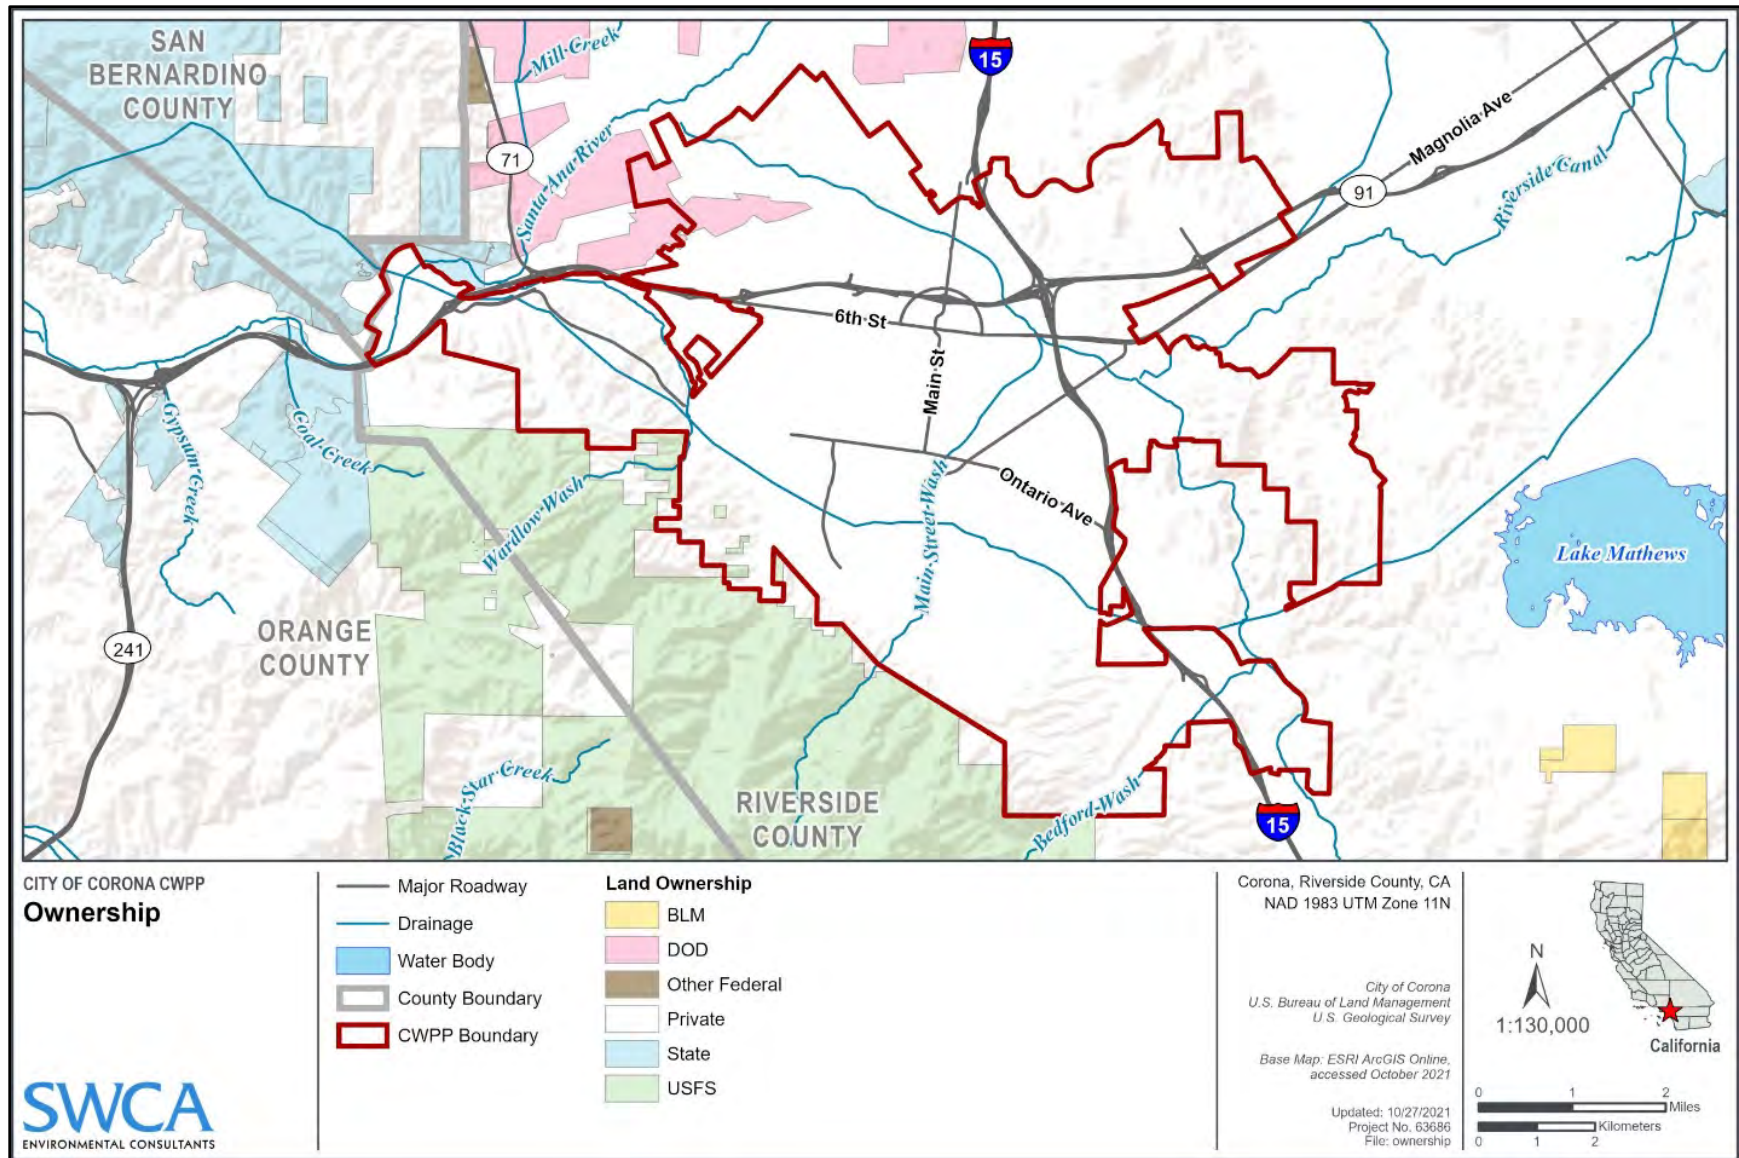 SAN
BERNARDINO
COUNTY
Mill Creek
15
71
Santa Ana River
Magnolia Ave
91
Riverside Canal
6th St
Main St
Gypsum Creek
Coal Creek
Wardlow Wash
Main Street Wash
Ontario Ave
Lake Mathews
ORANGE
COUNTY
241
Black Star Creek
RIVERSIDE
COUNTY
Bedford Wash
15
CITY OF CORONA CWPP
Ownership
SWCA
ENVIRONMENTAL CONSULTANTS
Major Roadway
Drainage
Water Body
County Boundary
CWPP Boundary
Land Ownership
BLM
DOD
Other Federal
Private
State
USFS
Corona, Riverside County, CA
NAD 1983 UTM Zone 11N
City of Corona
U.S. Bureau of Land Management
U.S. Geological Survey
Base Map: ESRI ArcGIS Online,
accessed October 2021
Updated: 10/27/2021
Project No. 63686
File: ownership
N
1:130,000
California
0 1 2
Miles
Kilometers
0 1 2